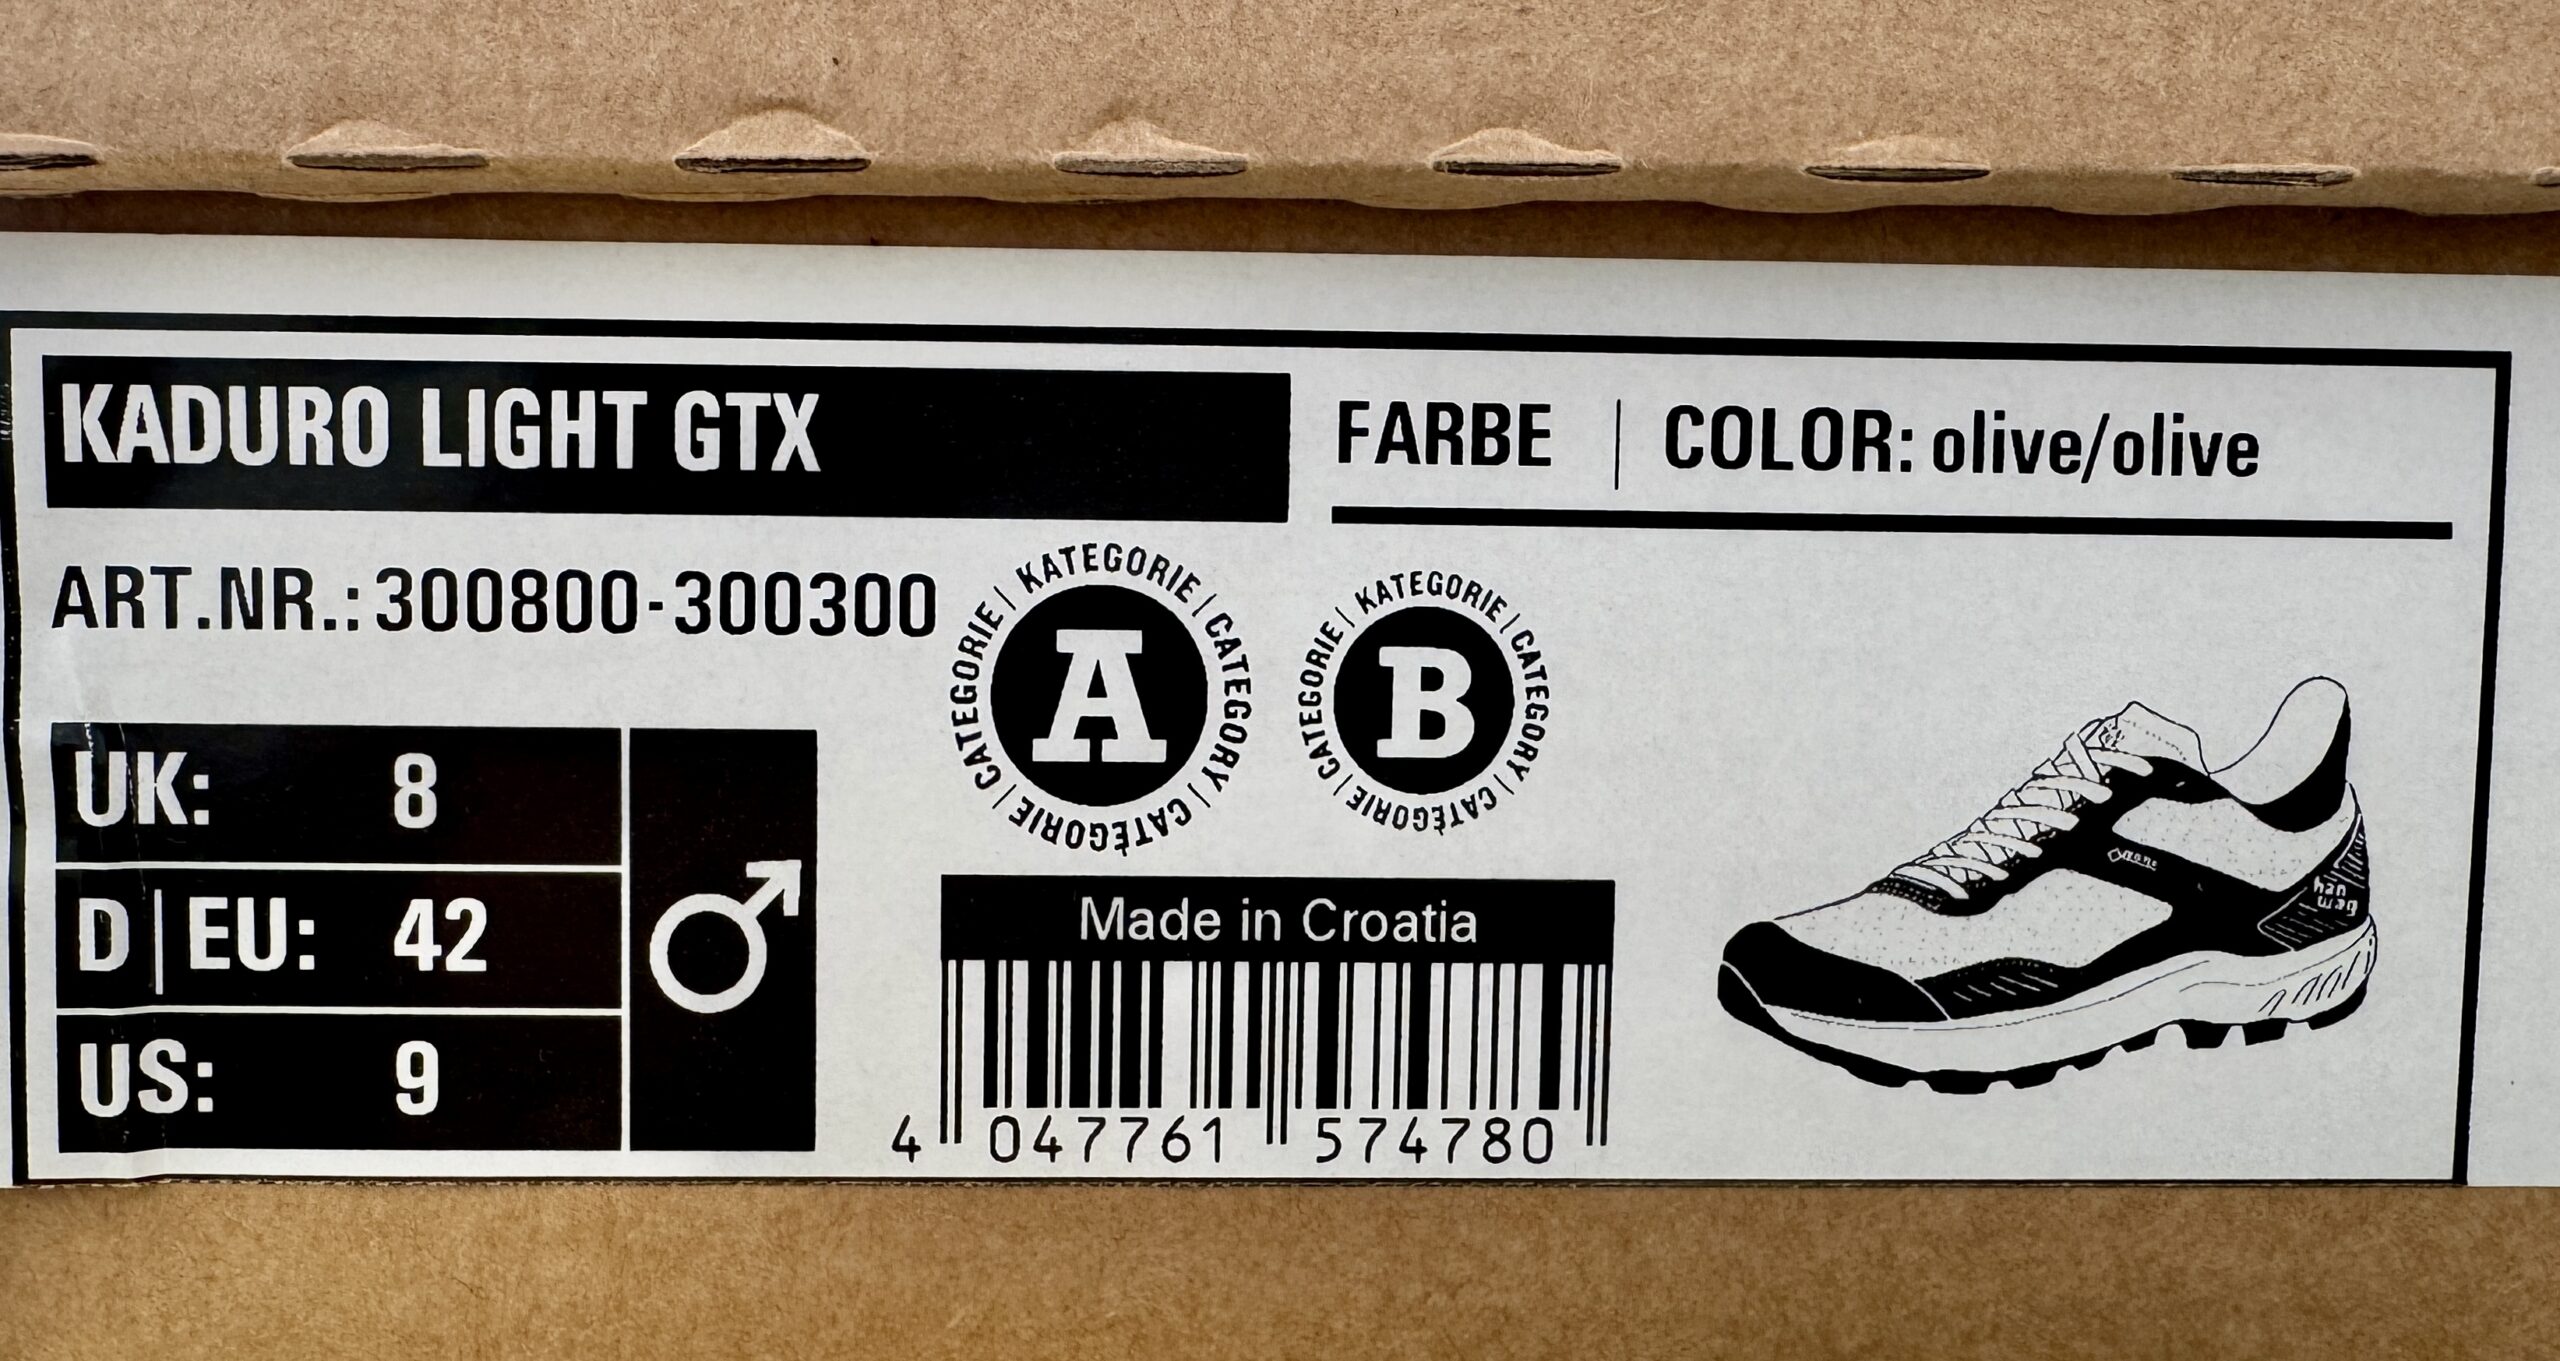 KADURO LIGHT GTX
FARBE | COLOR: olive/olive
ART.NR.: 300800-300300
KATEGORIE | CATEGORY | CATÉGORIE | CATEGORIE |
A
KATEGORIE | CATEGORY | CATÉGORIE | CATEGORIE |
B
UK: 8
D|EU: 42
US: 9
Made in Croatia
4 047761 574780